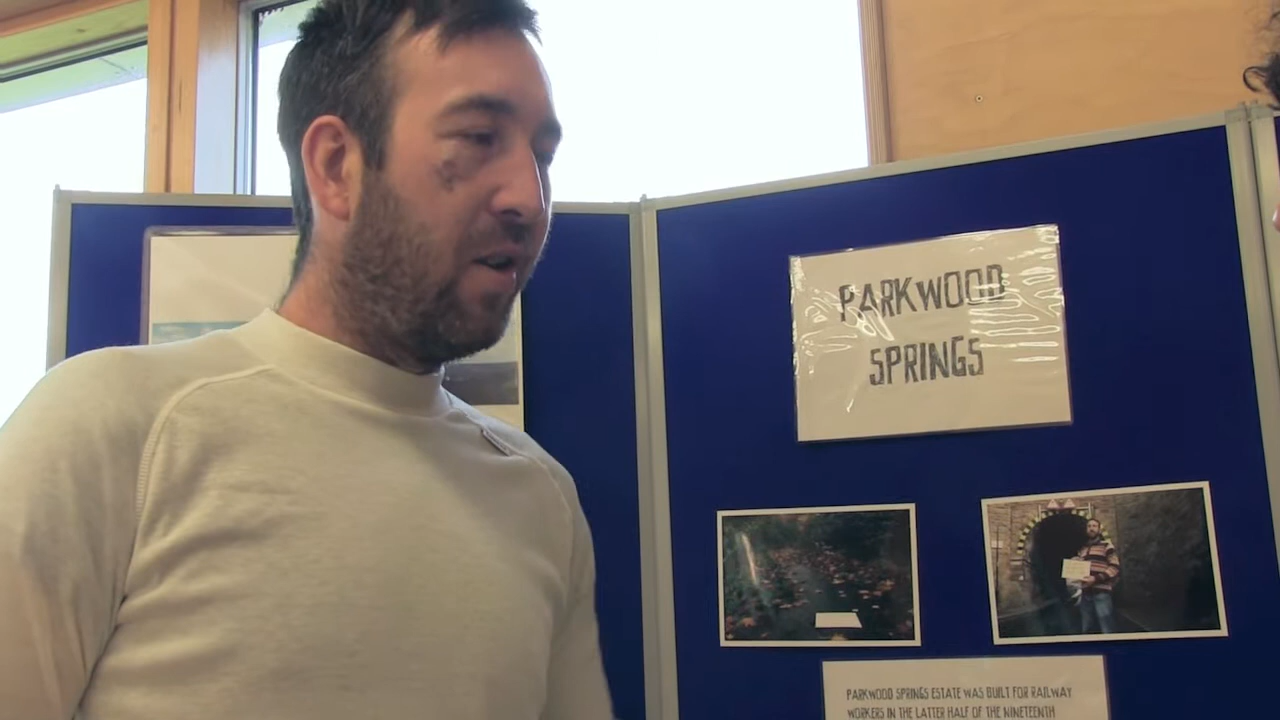 PARKWOOD
SPRINGS
PARKWOOD SPRINGS ESTATE WAS BUILT FOR RAILWAY
WORKERS IN THE LATTER HALF OF THE NINETEENTH